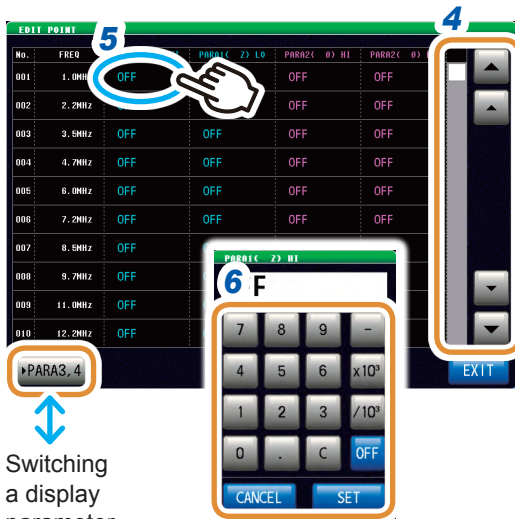 EDIT POINT
4
5
No. FREQ HI PARA1( Z) LO PARA2( θ) HI PARA2( θ)
001 1.0MH OFF OFF OFF
002 2.2MHz OFF OFF
003 3.5MHz OFF OFF OFF OFF
004 4.7MHz OFF OFF OFF OFF
005 6.0MHz OFF OFF OFF OFF
006 7.2MHz OFF OFF OFF OFF
007 8.5MHz OFF
008 9.7MHz OFF
009 11.0MHz OFF
010 12.2MHz OFF
PARA1( Z) HI
6 F
7 8 9 -
4 5 6 x10³
1 2 3 /10³
0 . C OFF
CANCEL SET
▸PARA3,4
EXIT
Switching
a display